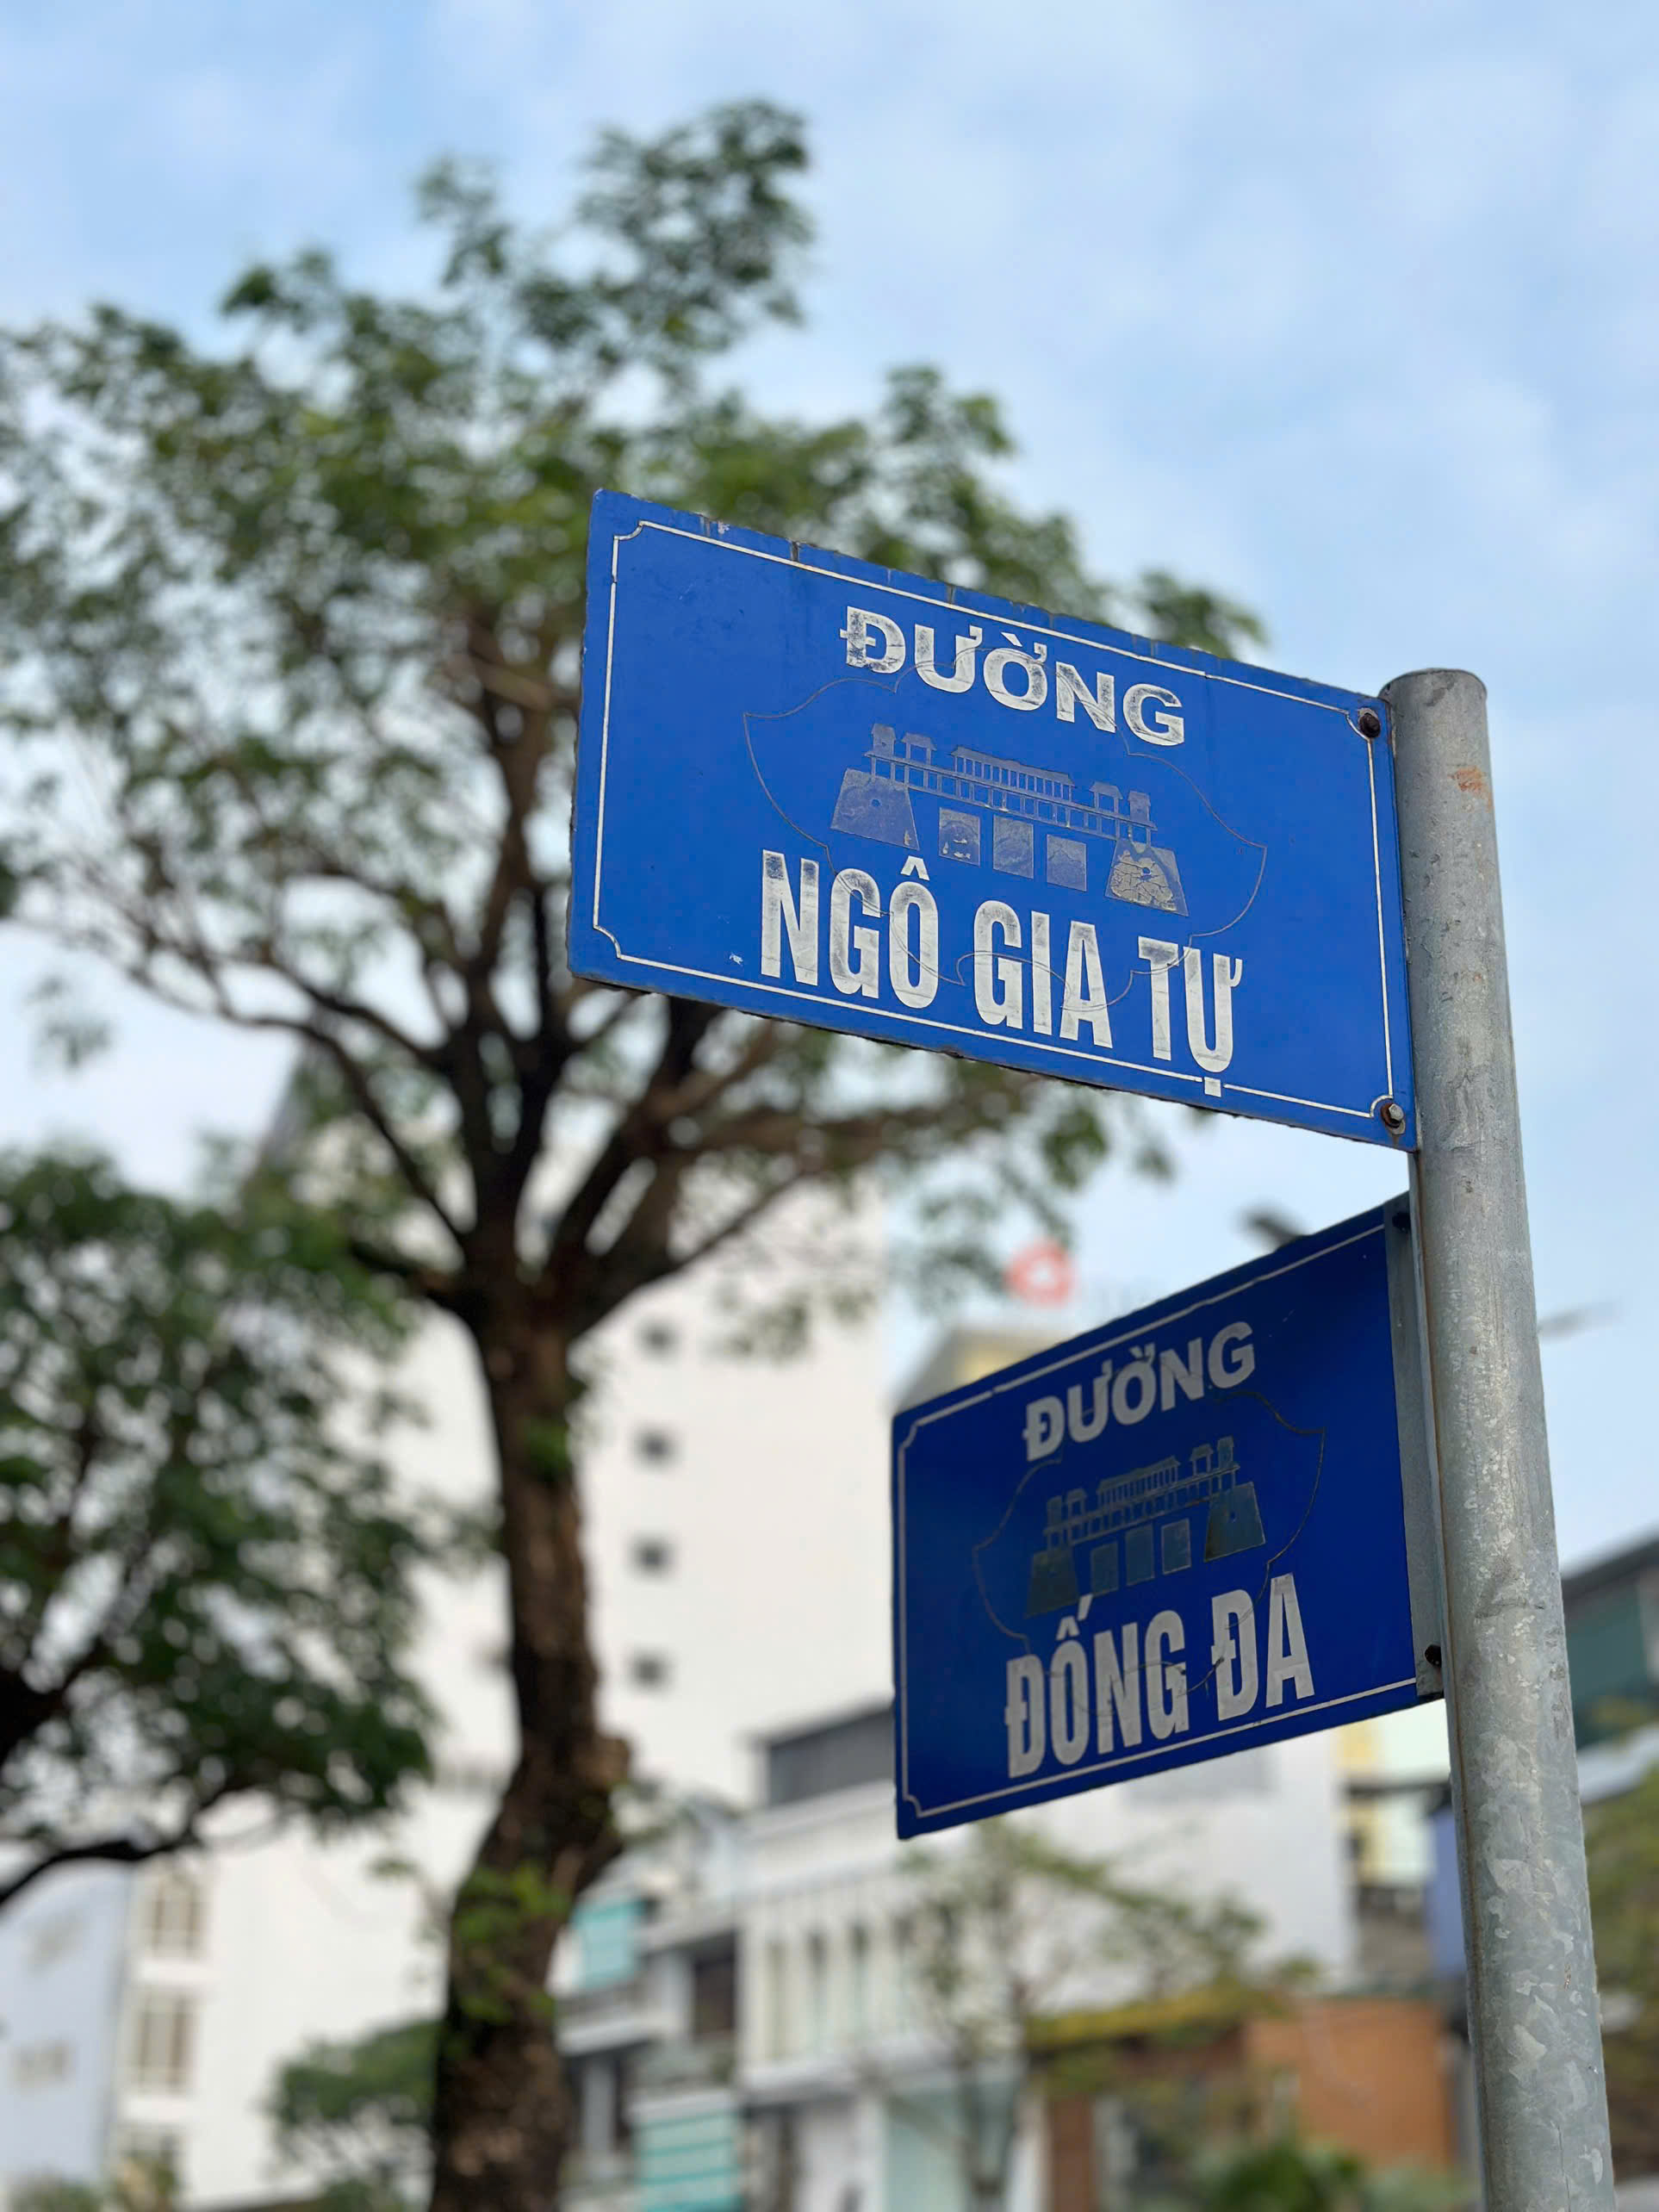 ĐƯỜNG
NGÔ GIA TỰ
ĐƯỜNG
ĐỐNG ĐA